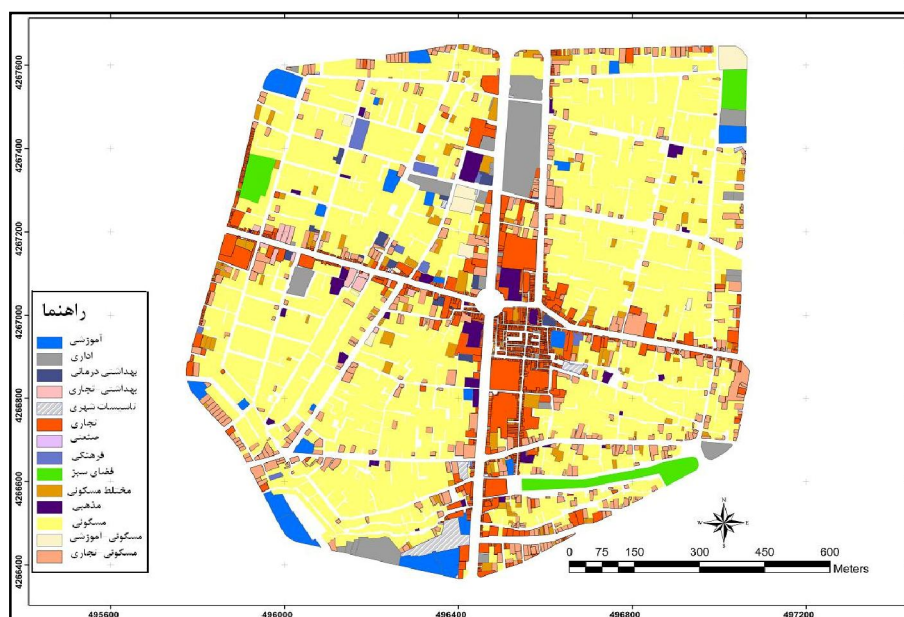 راهنما
آموزشی
اداری
بهداشتی درمانی
بهداشتی تجاری
تاسیسات شهری
تجاری
صنعتی
فرهنگی
فضای سبز
مختلط مسکونی
مذهبی
مسکونی
مسکونی آموزشی
مسکونی تجاری
4267600
4267400
4267200
4267000
4266800
4266600
4266400
495600
496000
496400
496800
497200
N
W
E
S
0 75 150 300 450 600
Meters